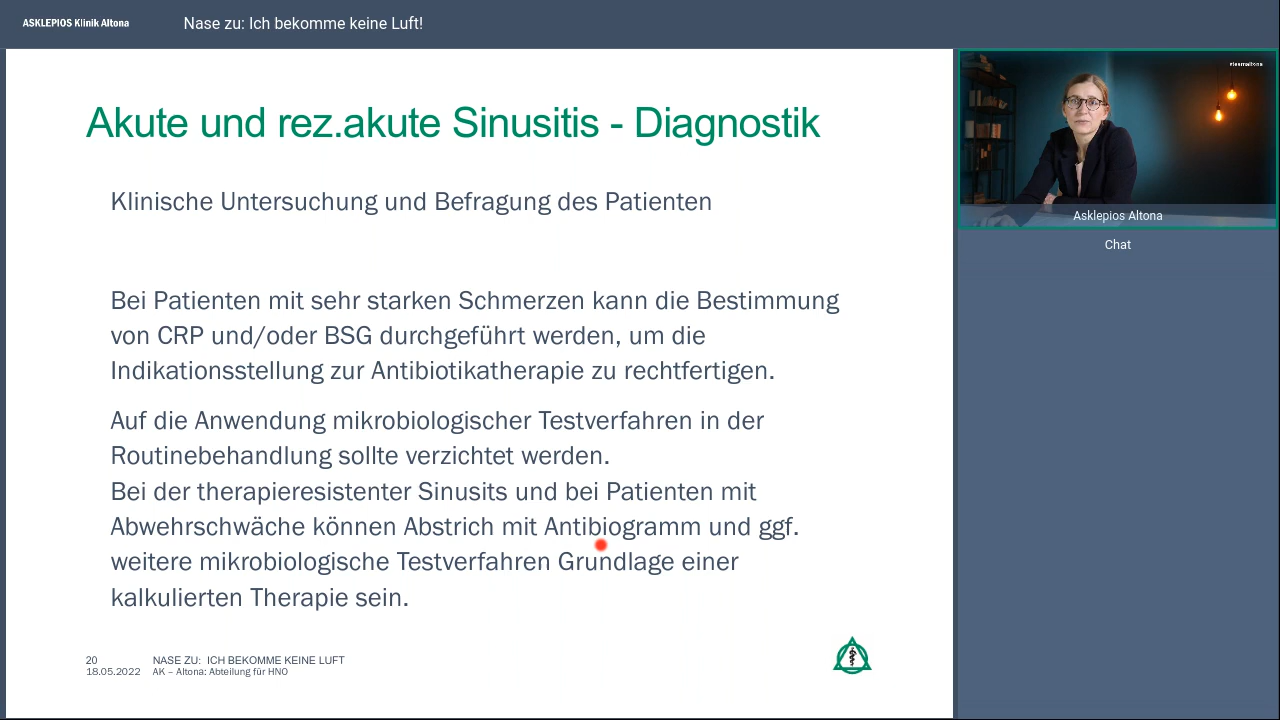 ASKLEPIOS Klinik Altona
Nase zu: Ich bekomme keine Luft!
Akute und rez.akute Sinusitis - Diagnostik
Klinische Untersuchung und Befragung des Patienten
Bei Patienten mit sehr starken Schmerzen kann die Bestimmung
von CRP und/oder BSG durchgeführt werden, um die
Indikationsstellung zur Antibiotikatherapie zu rechtfertigen.
Auf die Anwendung mikrobiologischer Testverfahren in der
Routinebehandlung sollte verzichtet werden.
Bei der therapieresistenter Sinusits und bei Patienten mit
Abwehrschwäche können Abstrich mit Antibiogramm und ggf.
weitere mikrobiologische Testverfahren Grundlage einer
kalkulierten Therapie sein.
20 NASE ZU: ICH BEKOMME KEINE LUFT
18.05.2022 AK – Altona: Abteilung für HNO
#teamaltona
Asklepios Altona
Chat